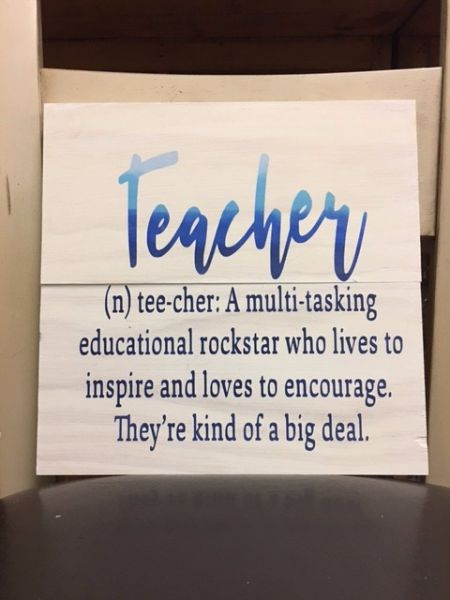 Teacher
(n) tee-cher: A multi-tasking
educational rockstar who lives to
inspire and loves to encourage.
They're kind of a big deal.